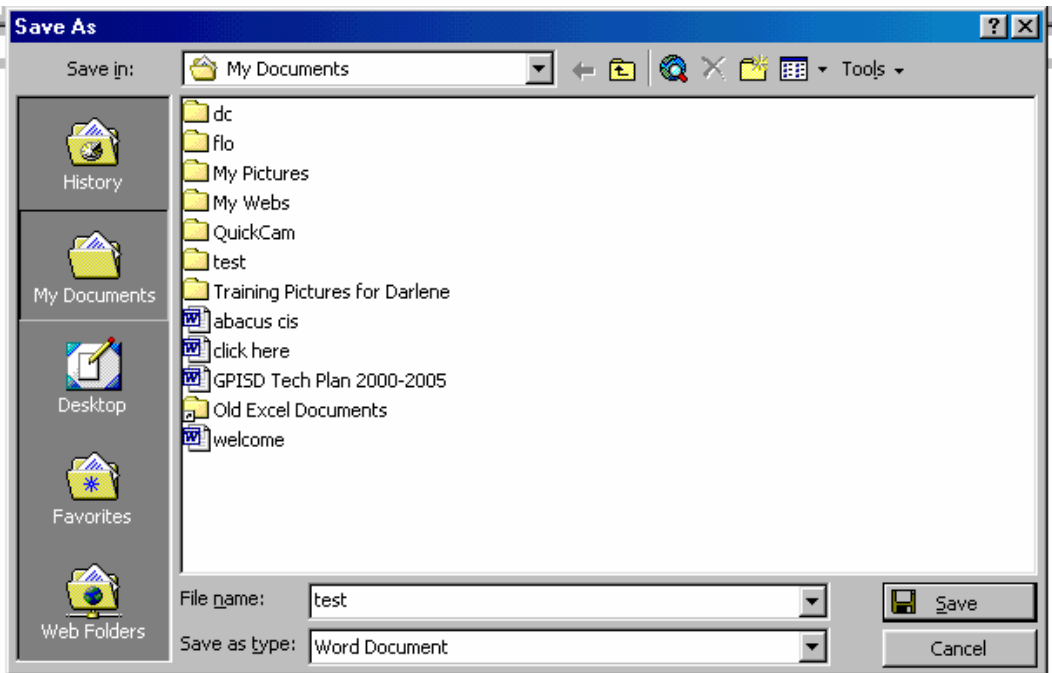 Save As
Save in:
My Documents
Tools
History
My Documents
Desktop
Favorites
Web Folders
dc
flo
My Pictures
My Webs
QuickCam
test
Training Pictures for Darlene
abacus cis
click here
GPISD Tech Plan 2000-2005
Old Excel Documents
welcome
File name:
test
Save
Save as type:
Word Document
Cancel